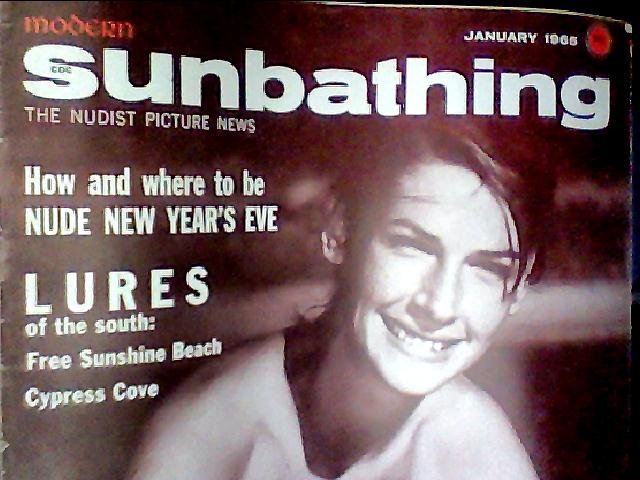 modern
JANUARY 1965
Sunbathing
THE NUDIST PICTURE NEWS
How and where to be
NUDE NEW YEAR'S EVE
LURES
of the south:
Free Sunshine Beach
Cypress Cove